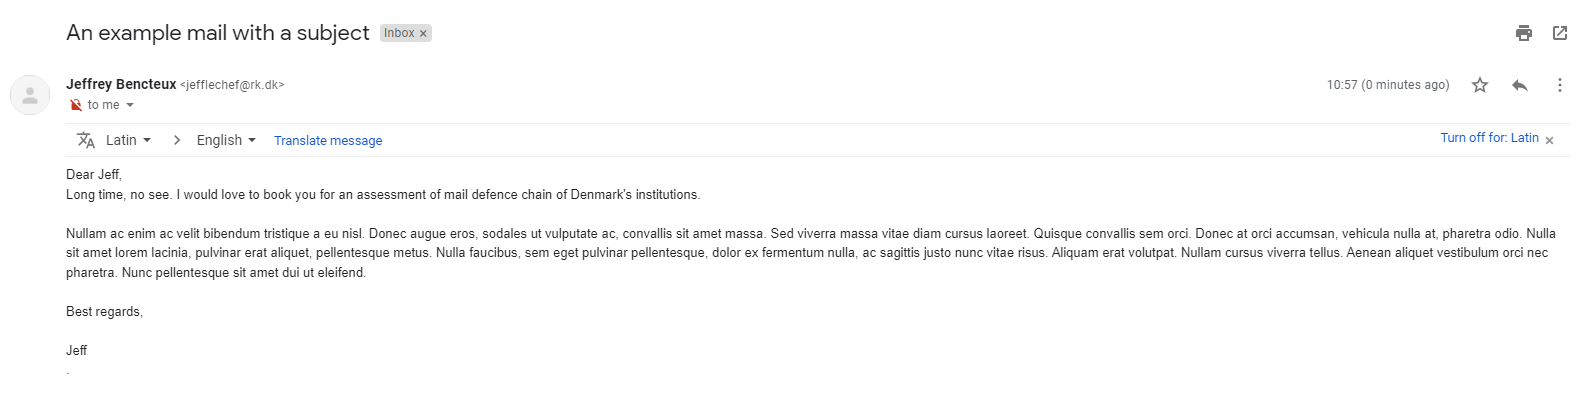 An example mail with a subject Inbox ×
Jeffrey Bencteux <jefflechef@rk.dk> 10:57 (0 minutes ago)
to me
Latin > English Translate message Turn off for: Latin ×
Dear Jeff,
Long time, no see. I would love to book you for an assessment of mail defence chain of Denmark's institutions.
Nullam ac enim ac velit bibendum tristique a eu nisl. Donec augue eros, sodales ut vulputate ac, convallis sit amet massa. Sed viverra massa vitae diam cursus laoreet. Quisque convallis sem orci. Donec at orci accumsan, vehicula nulla at, pharetra odio. Nulla
sit amet lorem lacinia, pulvinar erat aliquet, pellentesque metus. Nulla faucibus, sem eget pulvinar pellentesque, dolor ex fermentum nulla, ac sagittis justo nunc vitae risus. Aliquam erat volutpat. Nullam cursus viverra tellus. Aenean aliquet vestibulum orci nec
pharetra. Nunc pellentesque sit amet dui ut eleifend.
Best regards,
Jeff
.